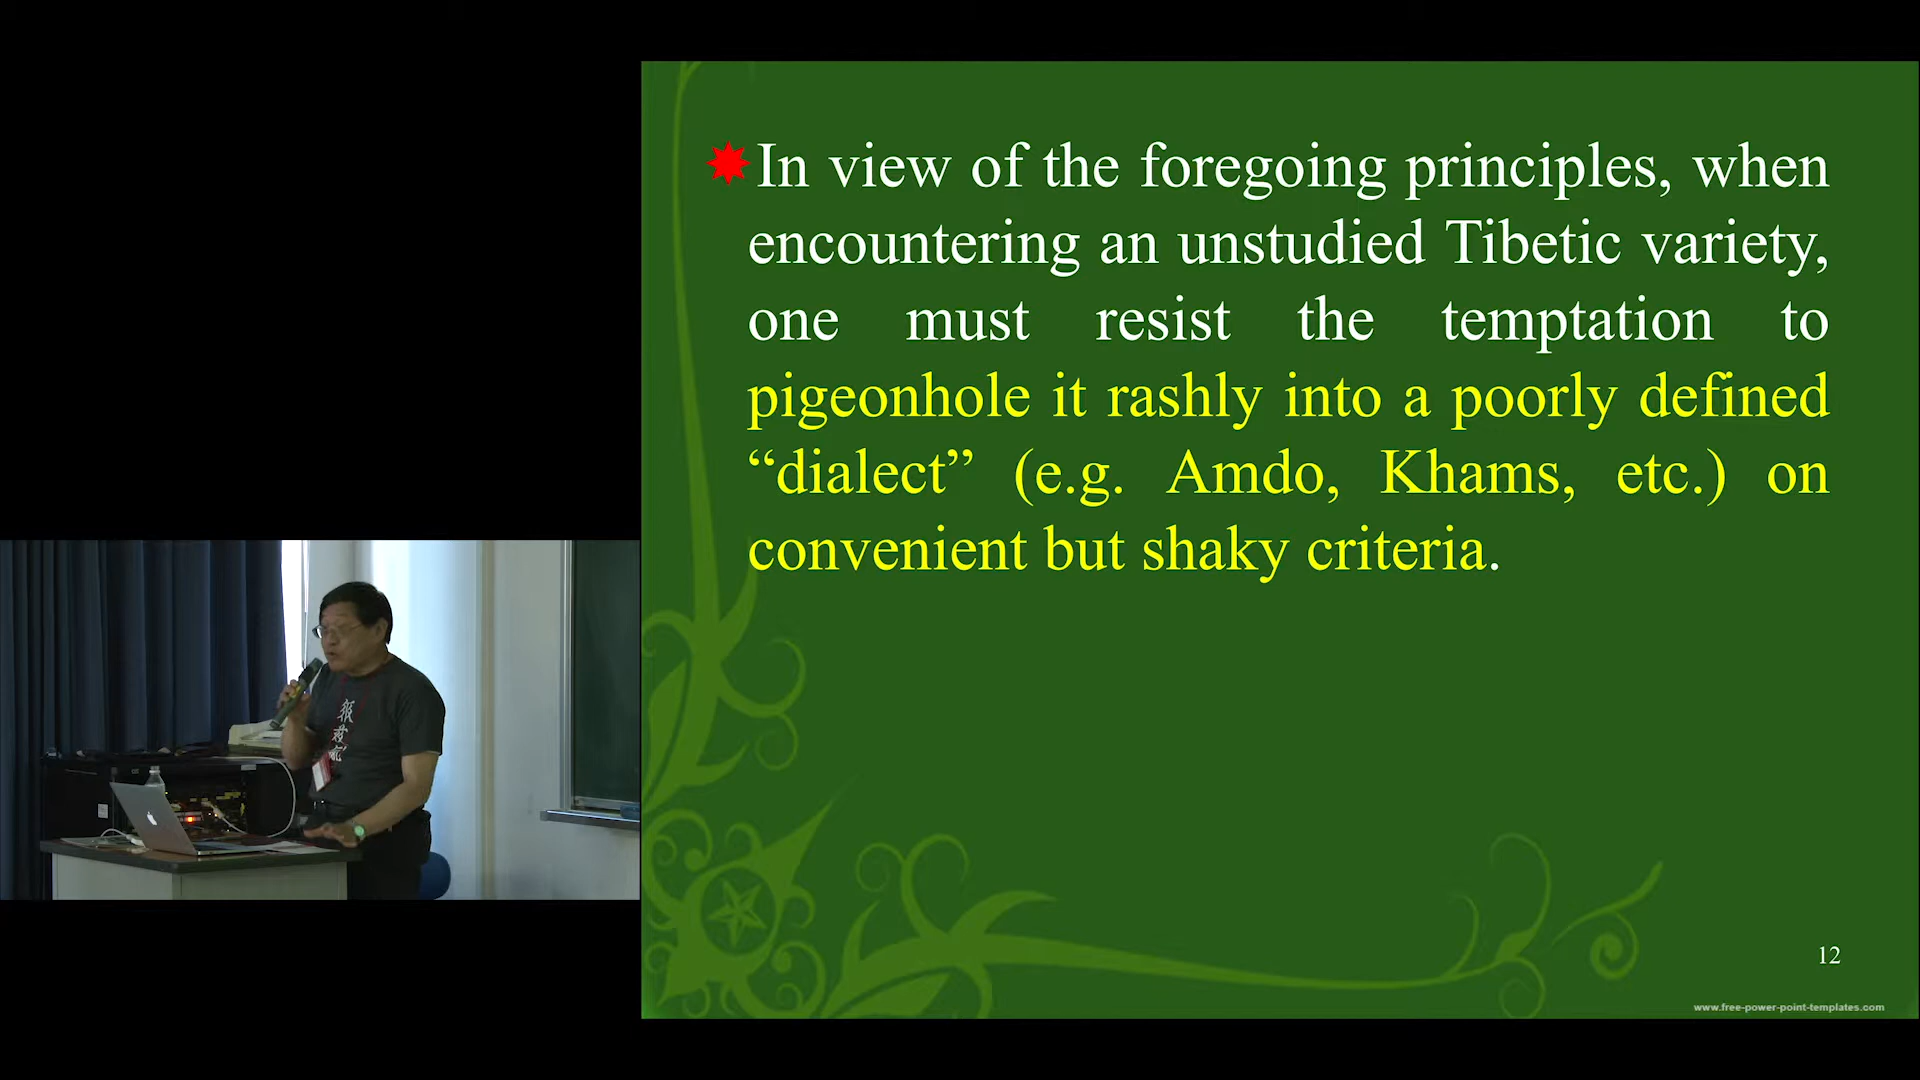 In view of the foregoing principles, when
encountering an unstudied Tibetic variety,
one must resist the temptation to
pigeonhole it rashly into a poorly defined
“dialect” (e.g. Amdo, Khams, etc.) on
convenient but shaky criteria.
12
www.free-power-point-templates.com